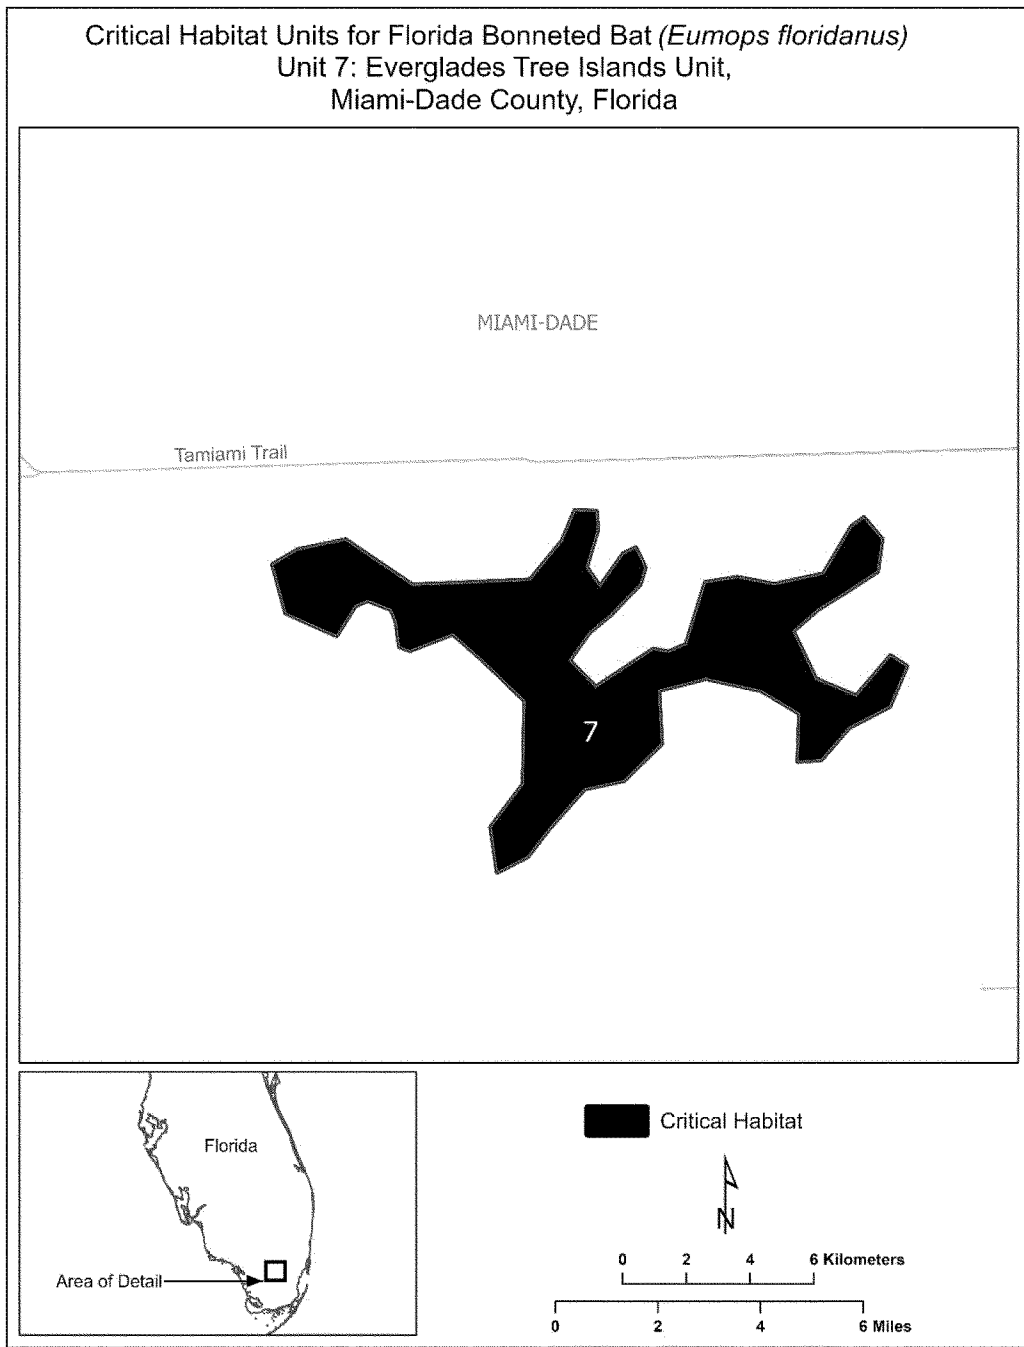 Critical Habitat Units for Florida Bonneted Bat (Eumops floridanus)
Unit 7: Everglades Tree Islands Unit,
Miami-Dade County, Florida
MIAMI-DADE
Tamiami Trail
7
Florida
Area of Detail
Critical Habitat
N
0 2 4 6 Kilometers
0 2 4 6 Miles